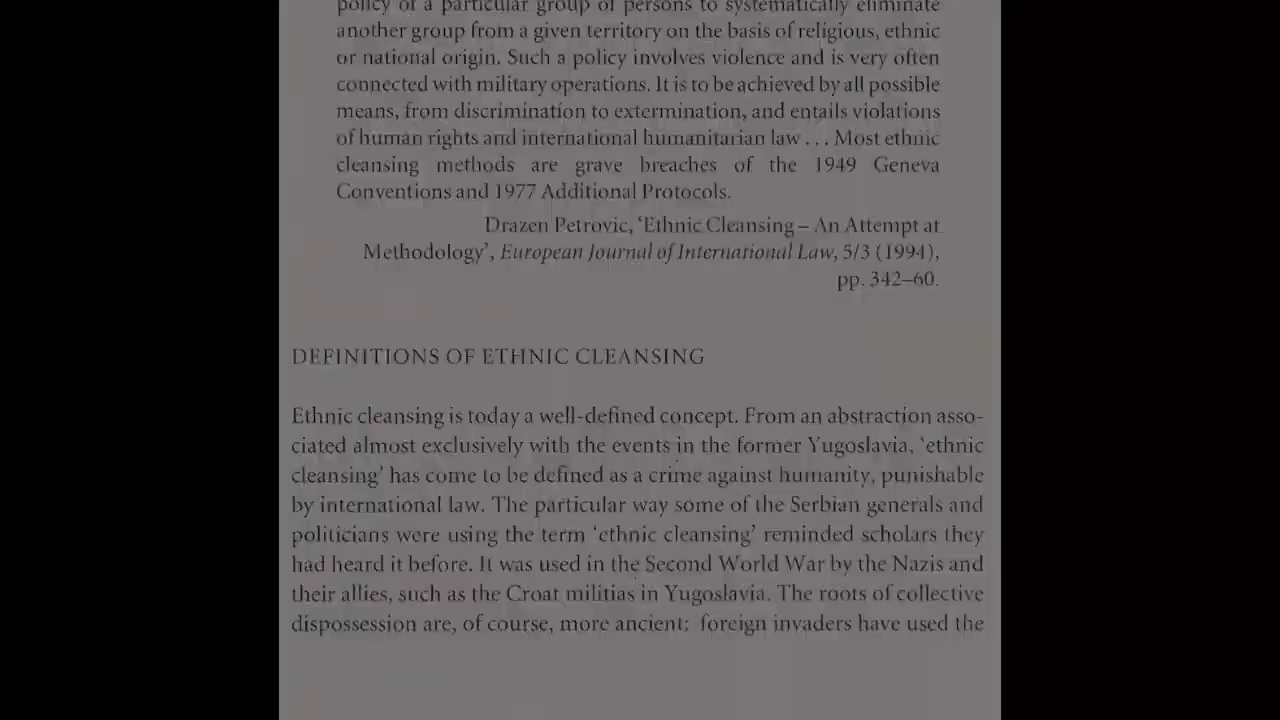 policy of a particular group of persons to systematically eliminate
another group from a given territory on the basis of religious, ethnic
or national origin. Such a policy involves violence and is very often
connected with military operations. It is to be achieved by all possible
means, from discrimination to extermination, and entails violations
of human rights and international humanitarian law . . . Most ethnic
cleansing methods are grave breaches of the 1949 Geneva
Conventions and 1977 Additional Protocols.
Drazen Petrovic, ‘Ethnic Cleansing – An Attempt at
Methodology’, European Journal of International Law, 5/3 (1994),
pp. 342–60.
DEFINITIONS OF ETHNIC CLEANSING
Ethnic cleansing is today a well-defined concept. From an abstraction asso-
ciated almost exclusively with the events in the former Yugoslavia, ‘ethnic
cleansing’ has come to be defined as a crime against humanity, punishable
by international law. The particular way some of the Serbian generals and
politicians were using the term ‘ethnic cleansing’ reminded scholars they
had heard it before. It was used in the Second World War by the Nazis and
their allies, such as the Croat militias in Yugoslavia. The roots of collective
dispossession are, of course, more ancient: foreign invaders have used the